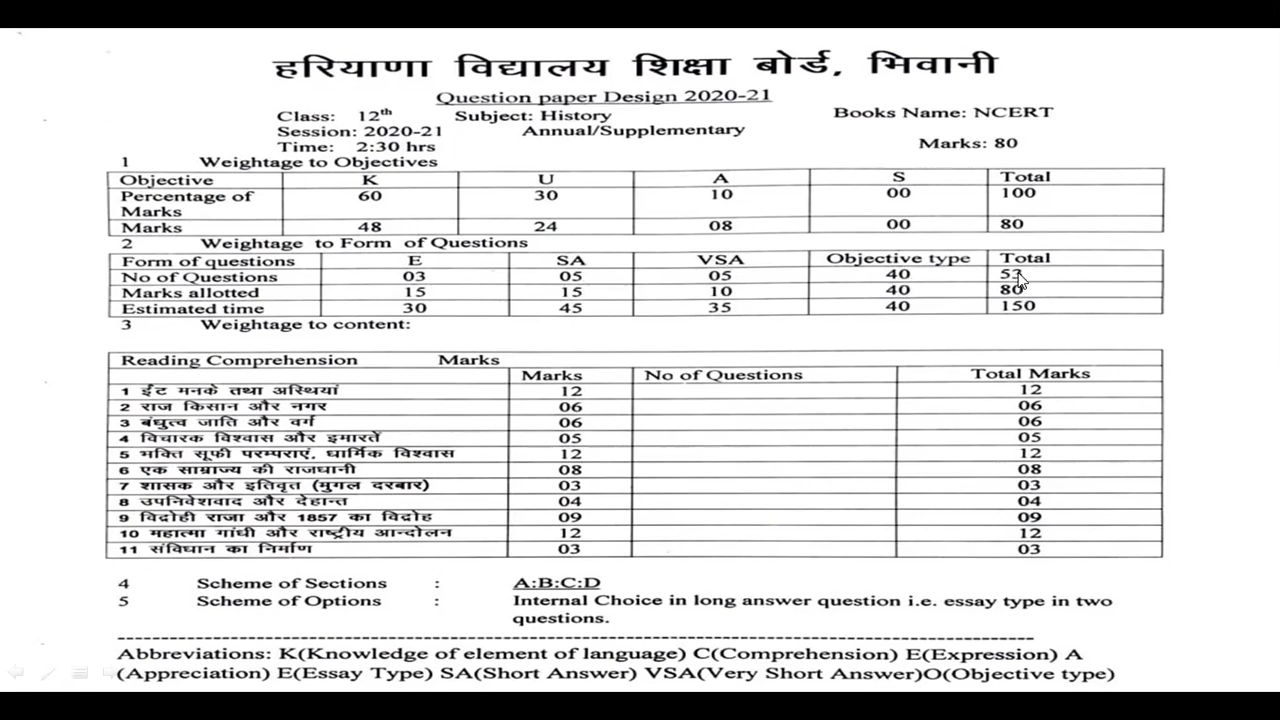 हरियाणा विद्यालय शिक्षा बोर्ड, भिवानी
Question paper Design 2020-21
Class: 12th Subject: History Books Name: NCERT
Session: 2020-21 Annual/Supplementary
Time: 2:30 hrs Marks: 80
1 Weightage to Objectives
Objective K U A S Total
Percentage of Marks 60 30 10 00 100
Marks 48 24 08 00 80
2 Weightage to Form of Questions
Form of questions E SA VSA Objective type Total
No of Questions 03 05 05 40 53
Marks allotted 15 15 10 40 80
Estimated time 30 45 35 40 150
3 Weightage to content:
Reading Comprehension Marks
Marks No of Questions Total Marks
1 ईंट मनके तथा अस्थियां 12 12
2 राज किसान और नगर 06 06
3 बंधुत्व जाति और वर्ग 06 06
4 विचारक विश्वास और इमारतें 05 05
5 भक्ति सूफी परम्पराएं, धार्मिक विश्वास 12 12
6 एक साम्राज्य की राजधानी 08 08
7 शासक और इतिवृत (मुगल दरबार) 03 03
8 उपनिवेशवाद और देहान्त 04 04
9 विद्रोही राजा और 1857 का विद्रोह 09 09
10 महात्मा गांधी और राष्ट्रीय आन्दोलन 12 12
11 संविधान का निर्माण 03 03
4 Scheme of Sections : A:B:C:D
5 Scheme of Options : Internal Choice in long answer question i.e. essay type in two
questions.
Abbreviations: K(Knowledge of element of language) C(Comprehension) E(Expression) A
(Appreciation) E(Essay Type) SA(Short Answer) VSA(Very Short Answer)O(Objective type)